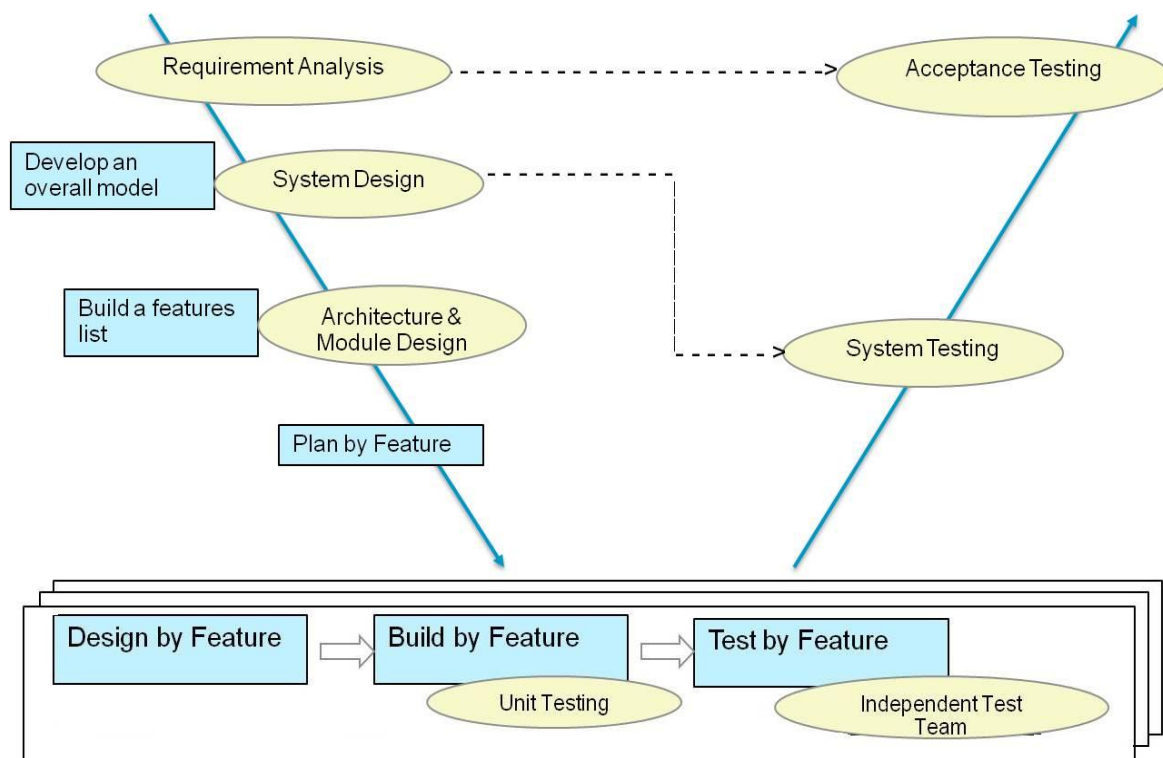 Requirement Analysis
Acceptance Testing
Develop an
overall model
System Design
Build a features
list
Architecture &
Module Design
System Testing
Plan by Feature
Design by Feature
Build by Feature
Test by Feature
Unit Testing
Independent Test
Team